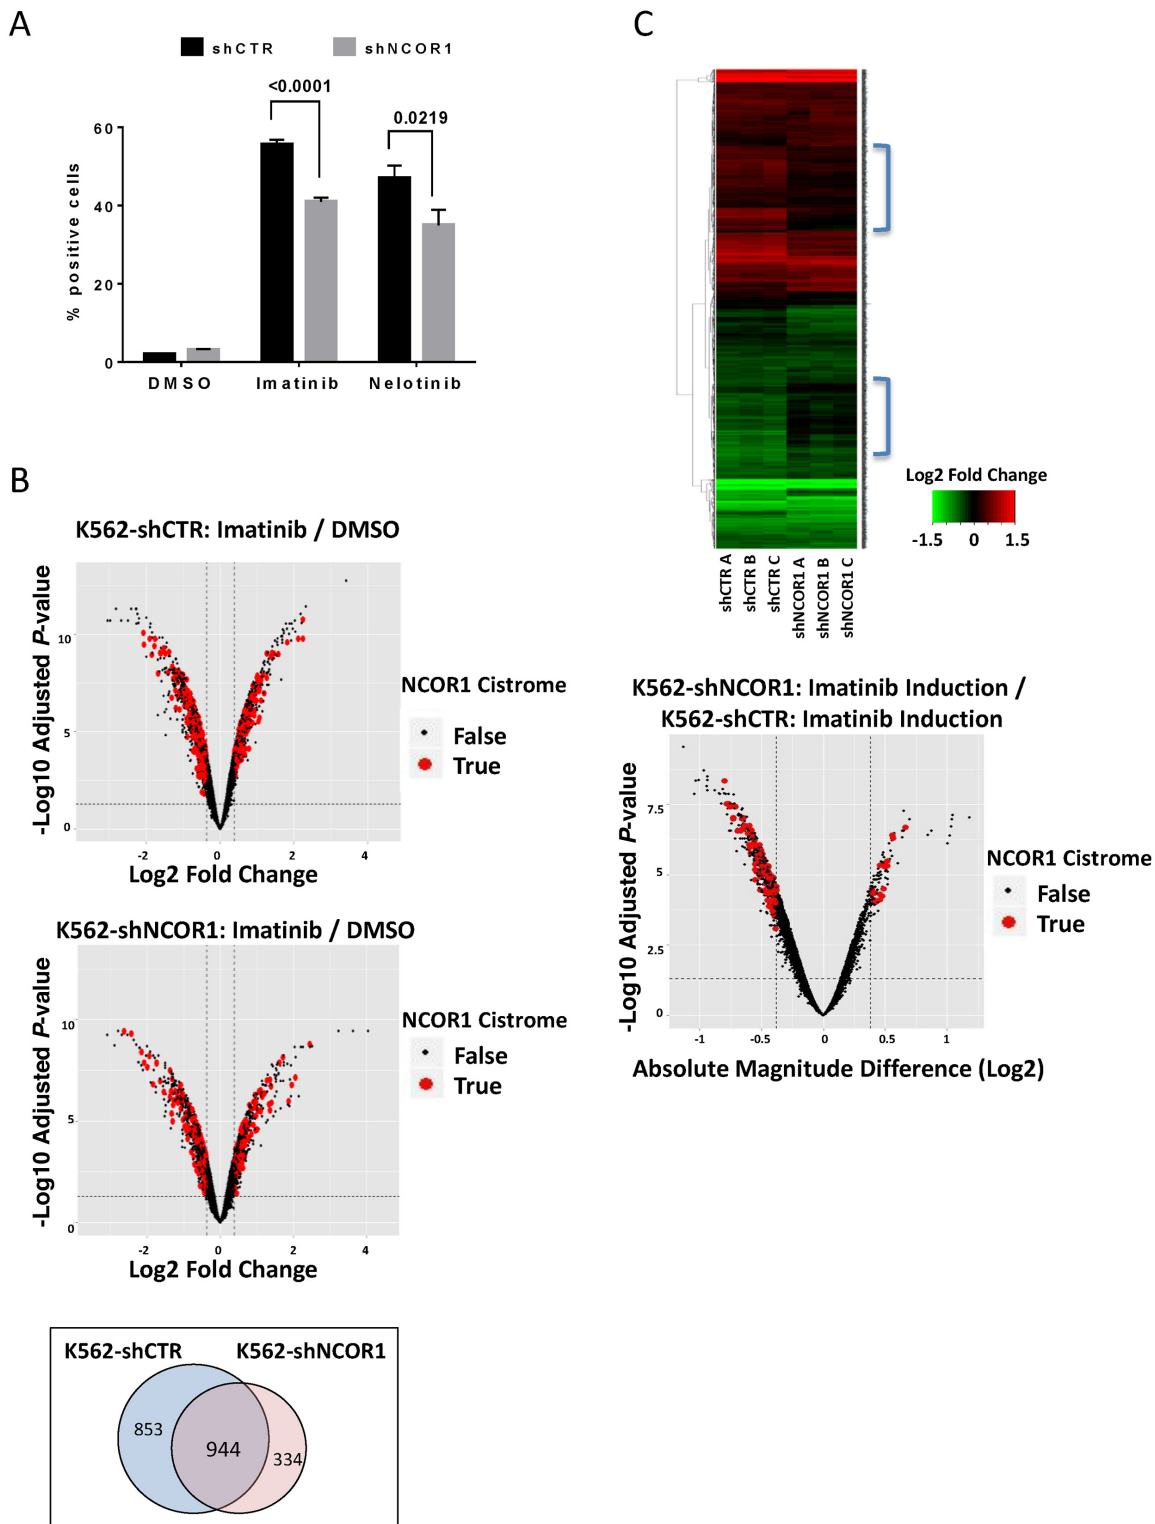 A
shCTR
shNCOR1
<0.0001
0.0219
% positive cells
60
40
20
0
DMSO
Imatinib
Nelotinib
B
K562-shCTR: Imatinib / DMSO
-Log10 Adjusted P-value
10
5
0
-2
0
2
4
Log2 Fold Change
NCOR1 Cistrome
False
True
K562-shNCOR1: Imatinib / DMSO
-Log10 Adjusted P-value
10
5
0
-2
0
2
4
Log2 Fold Change
NCOR1 Cistrome
False
True
K562-shCTR
K562-shNCOR1
853
944
334
C
Log2 Fold Change
-1.5
0
1.5
shCTR A
shCTR B
shCTR C
shNCOR1 A
shNCOR1 B
shNCOR1 C
K562-shNCOR1: Imatinib Induction /
K562-shCTR: Imatinib Induction
-Log10 Adjusted P-value
7.5
5
2.5
0
-1
-0.5
0
0.5
1
Absolute Magnitude Difference (Log2)
NCOR1 Cistrome
False
True